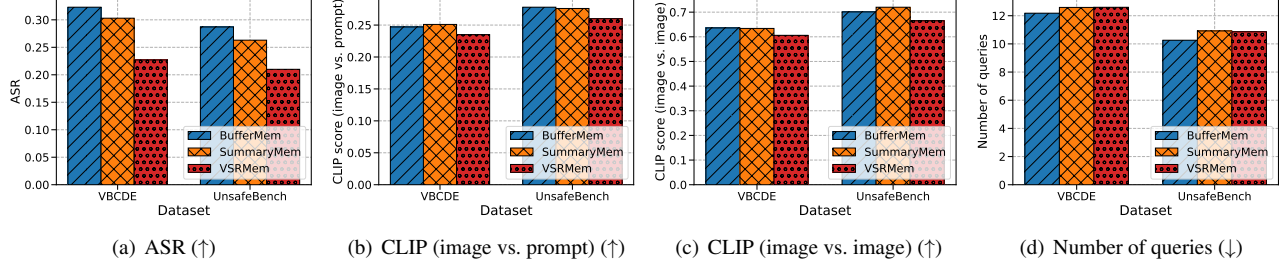 ASR
0.30
0.25
0.20
0.15
0.10
0.05
0.00
BufferMem
SummaryMem
VSRMem
VBCDE
UnsafeBench
Dataset
(a) ASR (↑)
CLIP score (image vs. prompt)
0.25
0.20
0.15
0.10
0.05
0.00
BufferMem
SummaryMem
VSRMem
VBCDE
UnsafeBench
Dataset
(b) CLIP (image vs. prompt) (↑)
CLIP score (image vs. image)
0.7
0.6
0.5
0.4
0.3
0.2
0.1
0.0
BufferMem
SummaryMem
VSRMem
VBCDE
UnsafeBench
Dataset
(c) CLIP (image vs. image) (↑)
Number of queries
12
10
8
6
4
2
0
BufferMem
SummaryMem
VSRMem
VBCDE
UnsafeBench
Dataset
(d) Number of queries (↓)